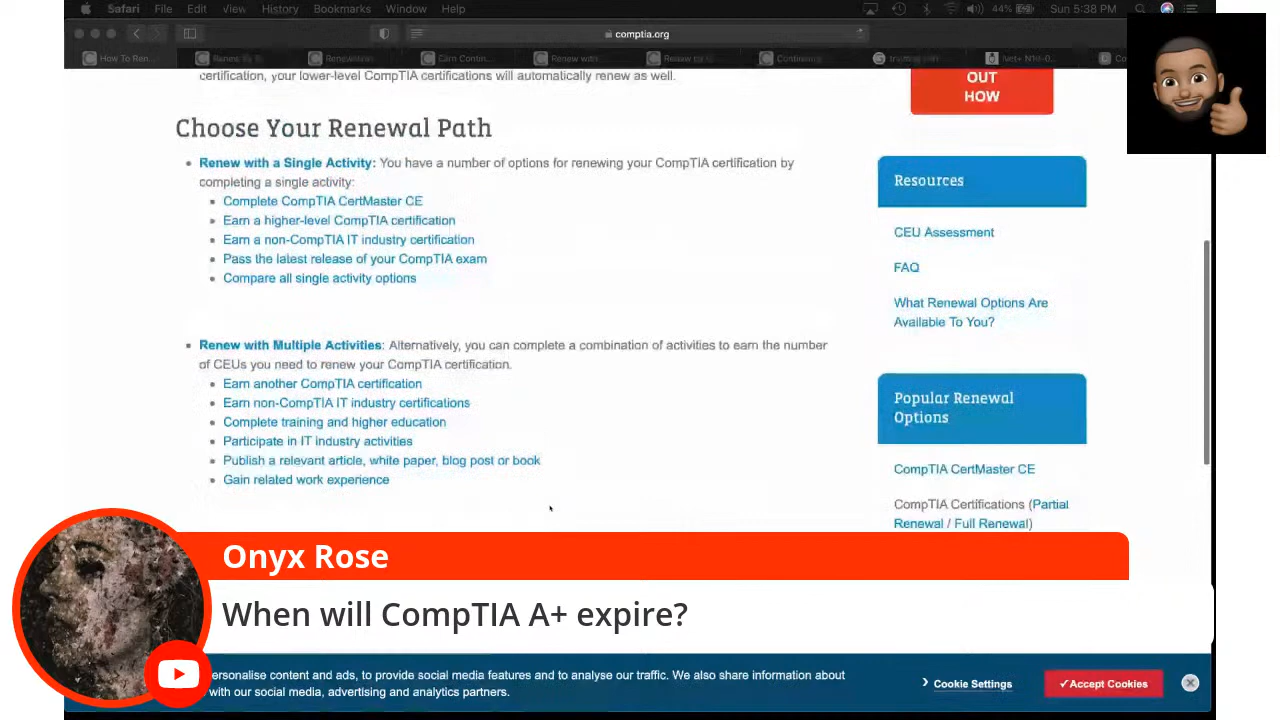 Safari File Edit View History Bookmarks Window Help
44% Sun 5:38 PM
comptia.org
How To Ren...
Renew with
certification, your lower-level CompTIA certifications will automatically renew as well.
OUT
HOW
Choose Your Renewal Path
Renew with a Single Activity: You have a number of options for renewing your CompTIA certification by
completing a single activity:
Complete CompTIA CertMaster CE
Earn a higher-level CompTIA certification
Earn a non-CompTIA IT industry certification
Pass the latest release of your CompTIA exam
Compare all single activity options
Renew with Multiple Activities: Alternatively, you can complete a combination of activities to earn the number
of CEUs you need to renew your CompTIA certification.
Earn another CompTIA certification
Earn non-CompTIA IT industry certifications
Complete training and higher education
Participate in IT industry activities
Publish a relevant article, white paper, blog post or book
Gain related work experience
Resources
CEU Assessment
FAQ
What Renewal Options Are
Available To You?
Popular Renewal
Options
CompTIA CertMaster CE
CompTIA Certifications (Partial
Renewal / Full Renewal)
Onyx Rose
When will CompTIA A+ expire?
ersonalise content and ads, to provide social media features and to analyse our traffic. We also share information about
with our social media, advertising and analytics partners.
Cookie Settings
✓Accept Cookies